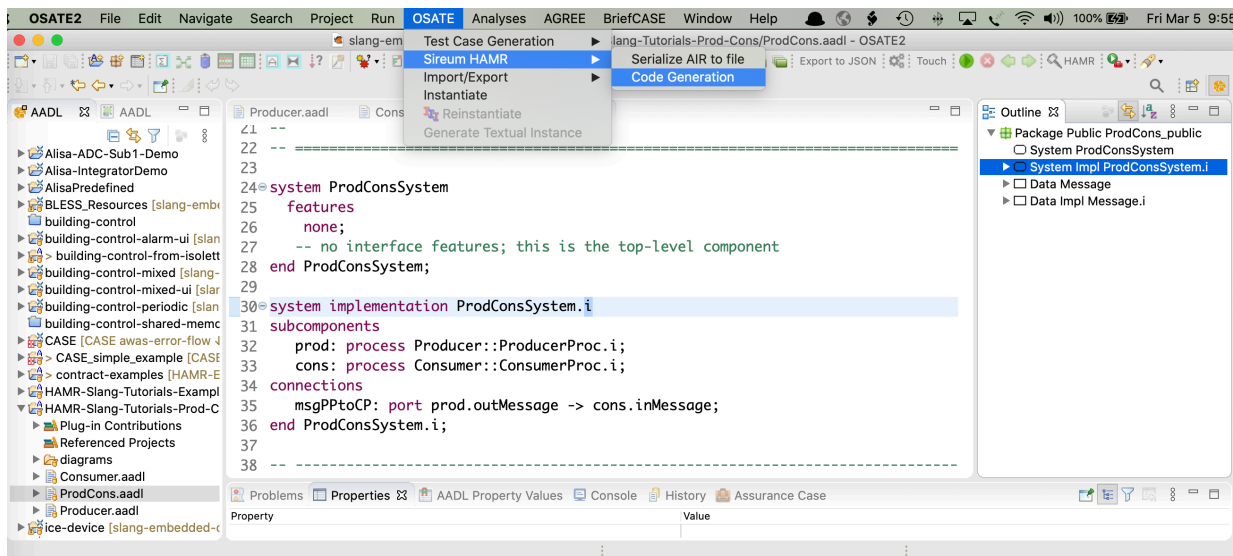 OSATE2 File Edit Navigate Search Project Run OSATE Analyses AGREE BriefCASE Window Help 100% Fri Mar 5 9:55
slang-em
lang-Tutorials-Prod-Cons/ProdCons.aadl - OSATE2
Test Case Generation
Sireum HAMR
Import/Export
Instantiate
Reinstantiate
Generate Textual Instance
Serialize AIR to file
Code Generation
Export to JSON Touch HAMR
AADL AADL
Alisa-ADC-Sub1-Demo
Alisa-IntegratorDemo
AlisaPredefined
BLESS_Resources [slang-embe
building-control
building-control-alarm-ui [slan
> building-control-from-isolett
building-control-mixed [slang-
building-control-mixed-ui [slar
building-control-periodic [slan
building-control-shared-memc
CASE [CASE awas-error-flow
> CASE_simple_example [CASE
> contract-examples [HAMR-E
HAMR-Slang-Tutorials-Exampl
HAMR-Slang-Tutorials-Prod-C
Plug-in Contributions
Referenced Projects
diagrams
Consumer.aadl
ProdCons.aadl
Producer.aadl
ice-device [slang-embedded-c
Producer.aadl Cons
21 --
22 -- ==========================================================================
23
24 system ProdConsSystem
25 features
26 none;
27 -- no interface features; this is the top-level component
28 end ProdConsSystem;
29
30 system implementation ProdConsSystem.i
31 subcomponents
32 prod: process Producer::ProducerProc.i;
33 cons: process Consumer::ConsumerProc.i;
34 connections
35 msgPPtoCP: port prod.outMessage -> cons.inMessage;
36 end ProdConsSystem.i;
37
38 -- --------------------------------------------------------------------------
Outline
Package Public ProdCons_public
System ProdConsSystem
System Impl ProdConsSystem.i
Data Message
Data Impl Message.i
Problems Properties AADL Property Values Console History Assurance Case
Property Value